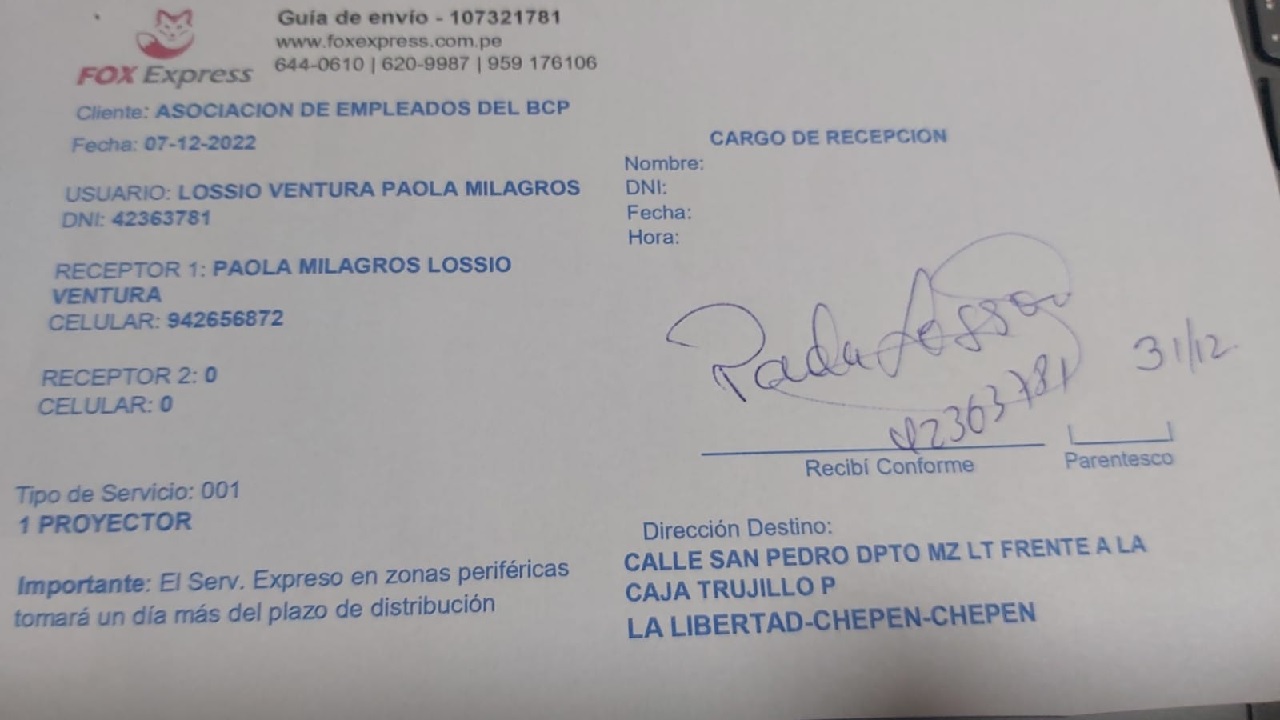 Guía de envío - 107321781
www.foxexpress.com.pe
644-0610 | 620-9987 | 959 176106
FOX Express
Cliente: ASOCIACION DE EMPLEADOS DEL BCP
Fecha: 07-12-2022
USUARIO: LOSSIO VENTURA PAOLA MILAGROS
DNI: 42363781
RECEPTOR 1: PAOLA MILAGROS LOSSIO
VENTURA
CELULAR: 942656872
RECEPTOR 2: 0
CELULAR: 0
Tipo de Servicio: 001
1 PROYECTOR
Importante: El Serv. Expreso en zonas periféricas
tomará un día más del plazo de distribución
CARGO DE RECEPCIÓN
Nombre:
DNI:
Fecha:
Hora:
Paola Lossio
42363781
31/12
Recibí Conforme
Parentesco
Dirección Destino:
CALLE SAN PEDRO DPTO MZ LT FRENTE A LA
CAJA TRUJILLO P
LA LIBERTAD-CHEPEN-CHEPEN